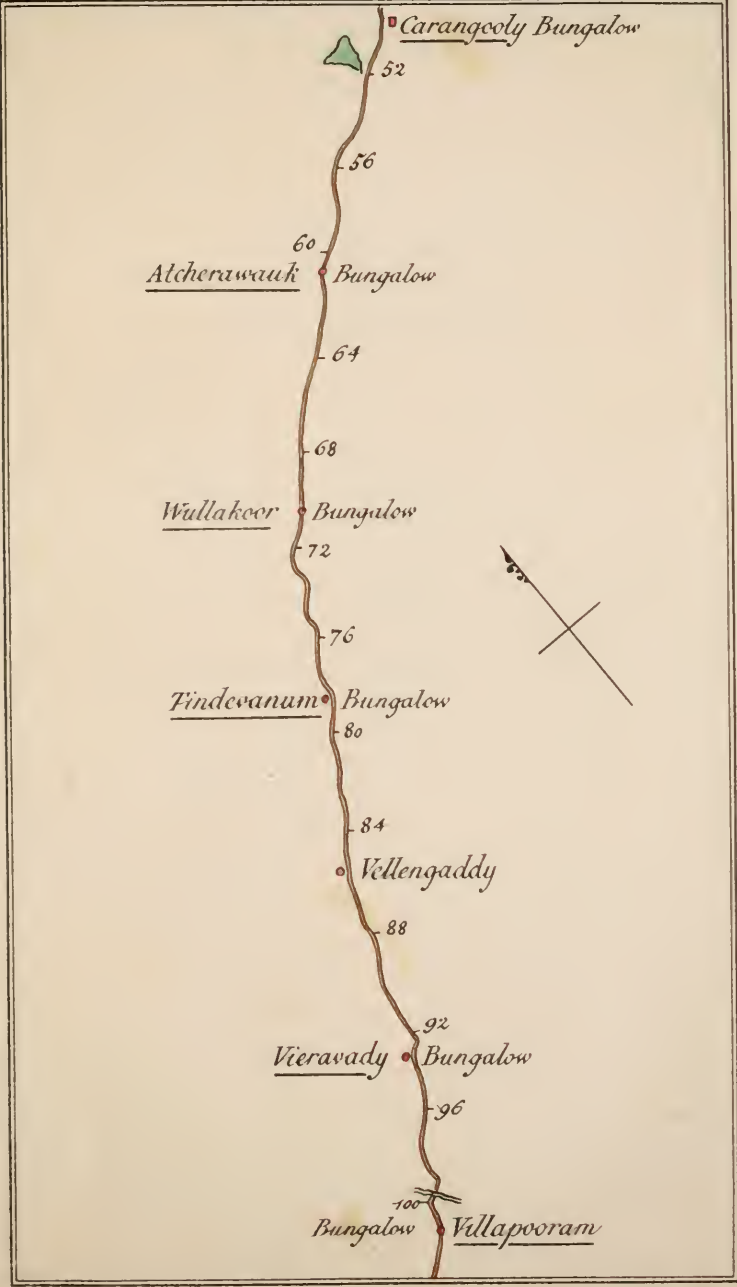 Carangooly Bungalow
52
56
60
Atcherawauk Bungalow
64
68
Wullakoor Bungalow
72
76
Tindevanum Bungalow
80
84
Vellengaddy
88
92
Vieravady Bungalow
96
100
Bungalow Villapooram